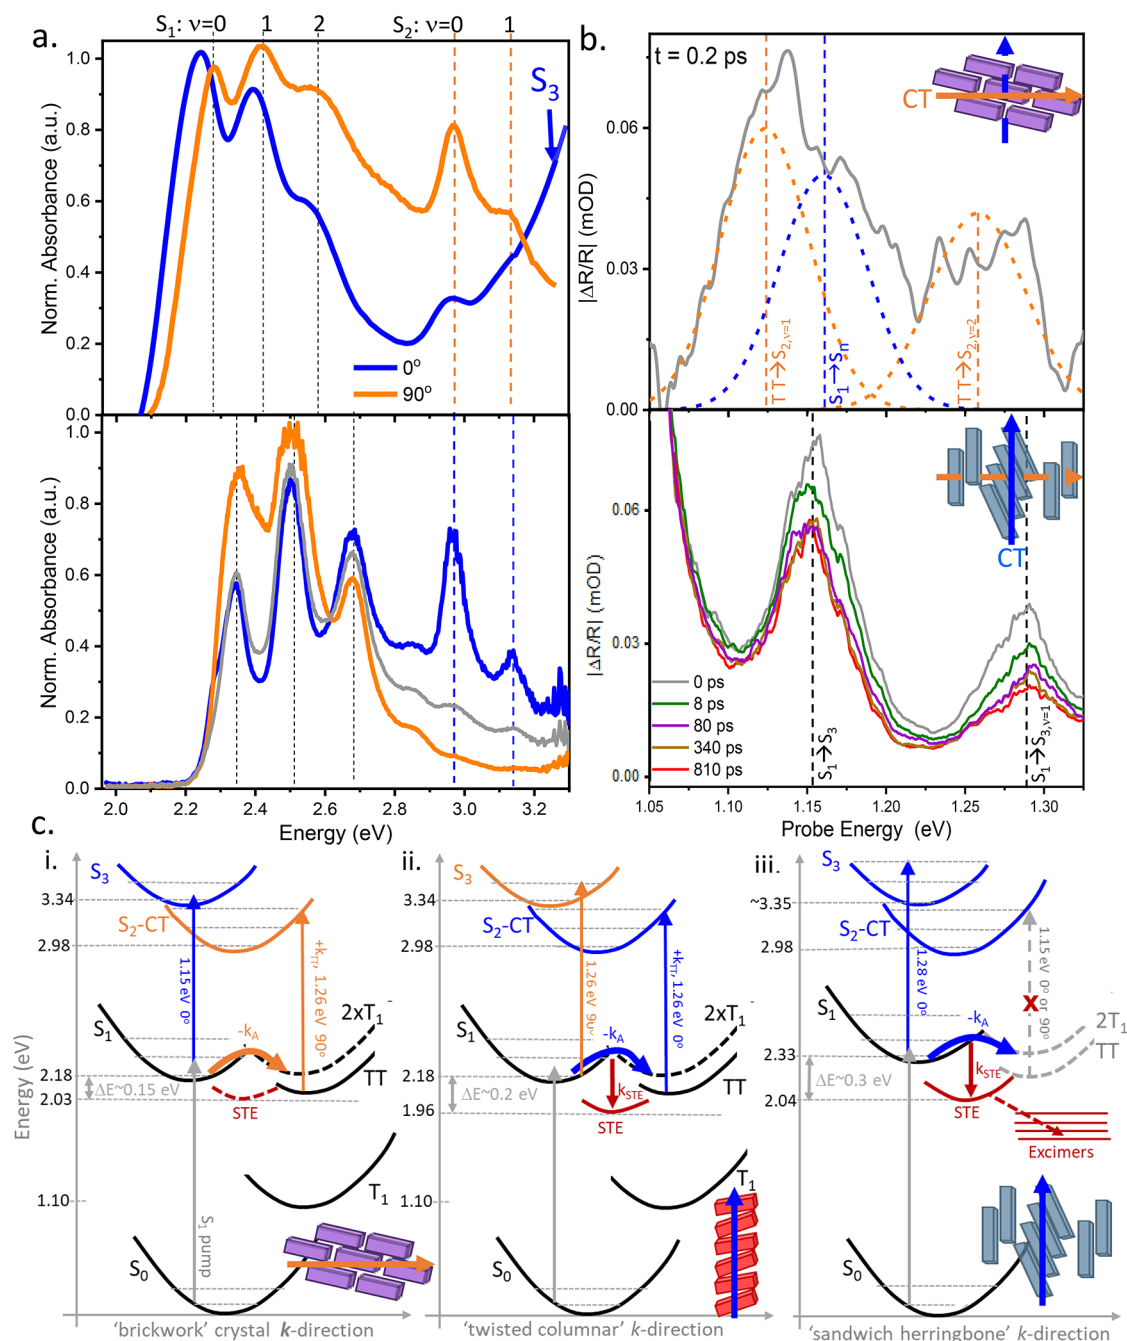 a.
S1: ν=0 1 2 S2: ν=0 1
S3
Norm. Absorbance (a.u.)
1.0
0.8
0.6
0.4
0.2
0.0
0°
90°
Norm. Absorbance (a.u.)
1.0
0.8
0.6
0.4
0.2
0.0
2.0 2.2 2.4 2.6 2.8 3.0 3.2
Energy (eV)
b.
t = 0.2 ps
CT
|ΔR/R| (mOD)
0.06
0.03
0.00
TT→S2,ν=1
S1→Sn
TT→S2,ν=2
CT
|ΔR/R| (mOD)
0.06
0.03
0.00
0 ps
8 ps
80 ps
340 ps
810 ps
S1→S3
S1→S3,ν=1
1.05 1.10 1.15 1.20 1.25 1.30
Probe Energy (eV)
c.
Energy (eV)
i.
S3
3.34
S2-CT
2.98
1.15 eV 0°
+kTT, 1.26 eV 90°
S1
-kA
2xT1
2.18
TT
ΔE~0.15 eV
2.03
STE
1.10
T1
S1 pump
S0
'brickwork' crystal k-direction
ii.
S3
3.34
S2-CT
2.98
1.26 eV 90°
+kTT, 1.26 eV 0°
S1
-kA
2xT1
2.18
TT
ΔE~0.2 eV
kSTE
1.96
STE
1.10
T1
S0
'twisted columnar' k-direction
iii.
S3
~3.35
S2-CT
2.98
1.28 eV 0°
1.15 eV 0° or 90°
X
S1
-kA
2T1
2.33
TT
ΔE~0.3 eV
kSTE
2.04
STE
Excimers
S0
'sandwich herringbone' k-direction